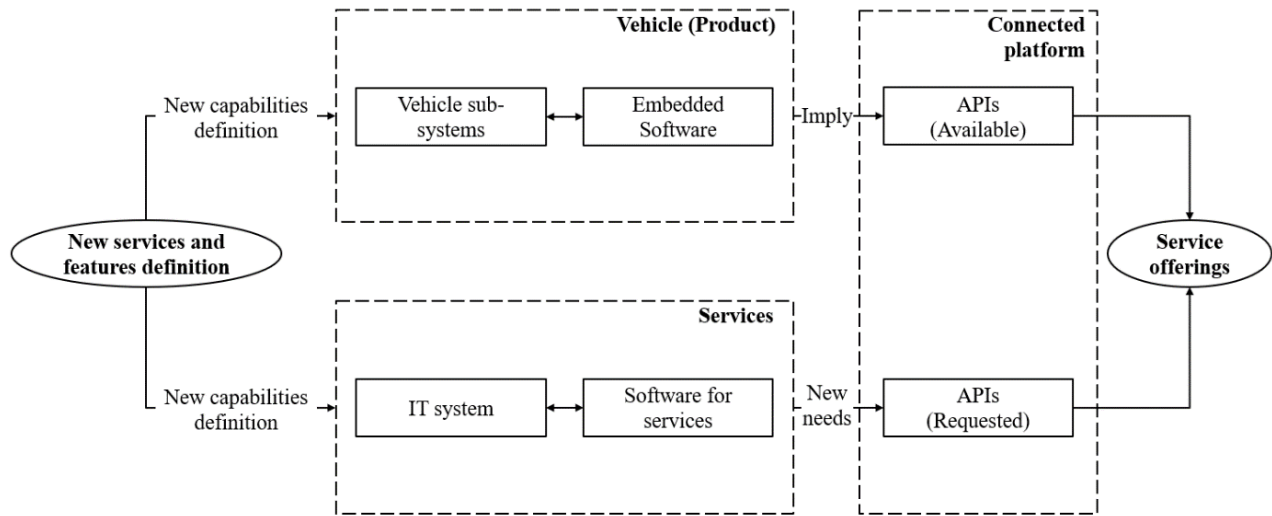 Vehicle (Product)
Connected
platform
New capabilities
definition
Vehicle sub-
systems
Embedded
Software
Imply
APIs
(Available)
New services and
features definition
Service
offerings
Services
New capabilities
definition
IT system
Software for
services
New
needs
APIs
(Requested)